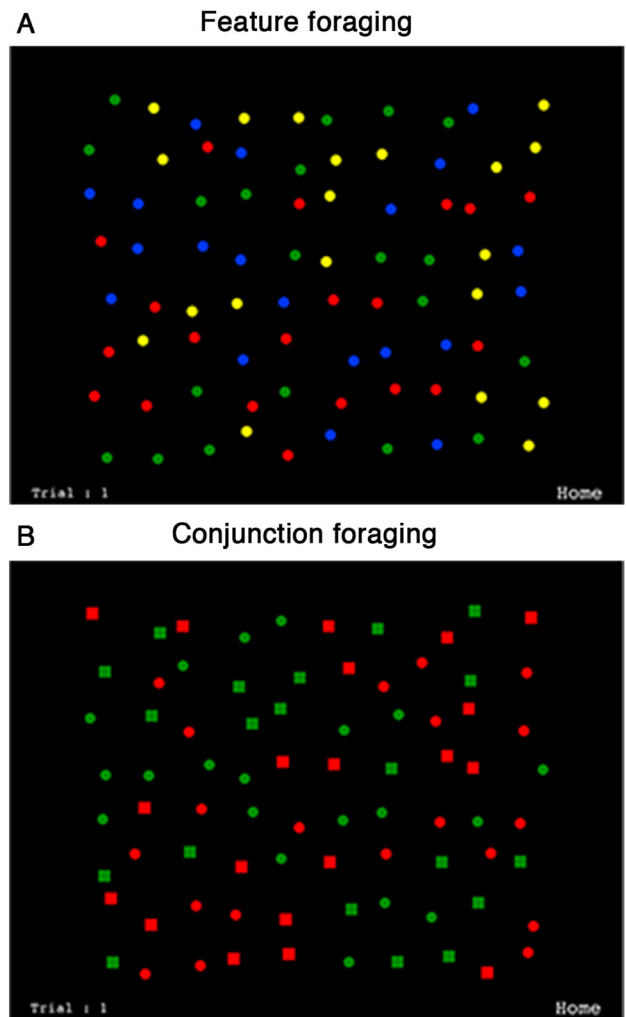 A
Feature foraging
Trial : 1 Home
B
Conjunction foraging
Trial : 1 Home